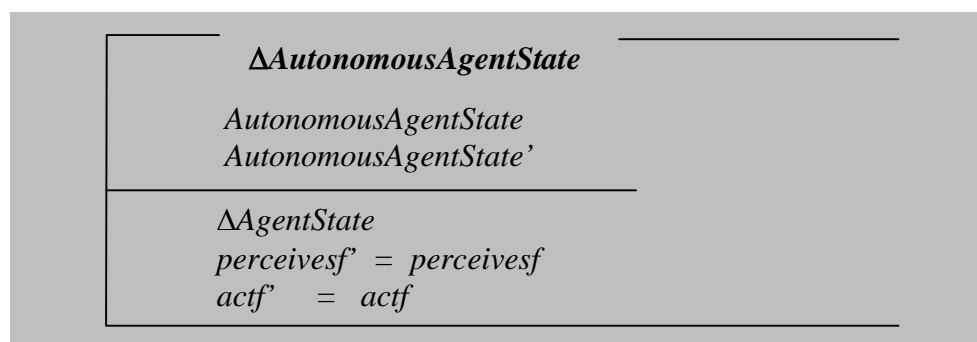 ΔAutonomousAgentState
AutonomousAgentState
AutonomousAgentState’
ΔAgentState
perceivesf’ = perceivesf
actf’ = actf